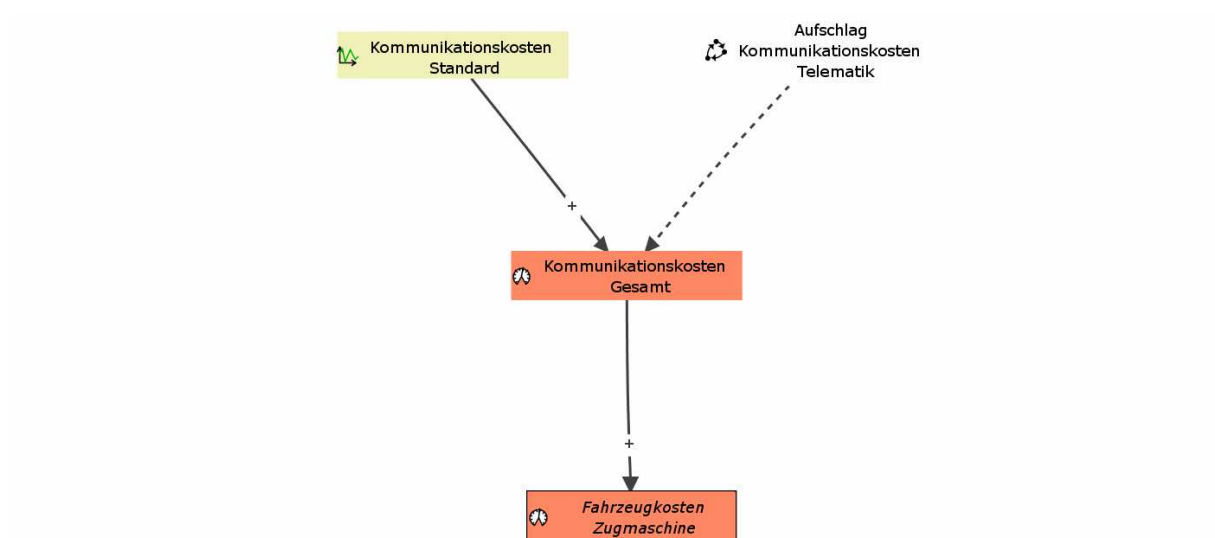 Kommunikationskosten
Standard
Aufschlag
Kommunikationskosten
Telematik
+
Kommunikationskosten
Gesamt
+
Fahrzeugkosten
Zugmaschine